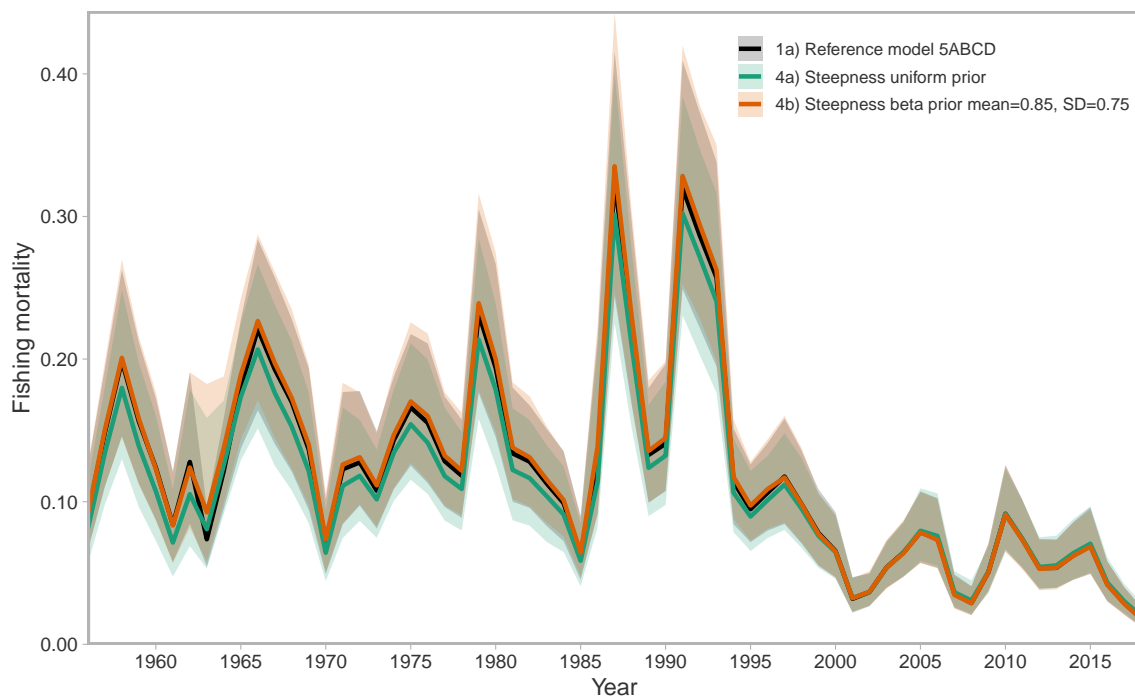 0.40
0.30
0.20
0.10
0.00
Fishing mortality
1a) Reference model 5ABCD
4a) Steepness uniform prior
4b) Steepness beta prior mean=0.85, SD=0.75
1960 1965 1970 1975 1980 1985 1990 1995 2000 2005 2010 2015
Year